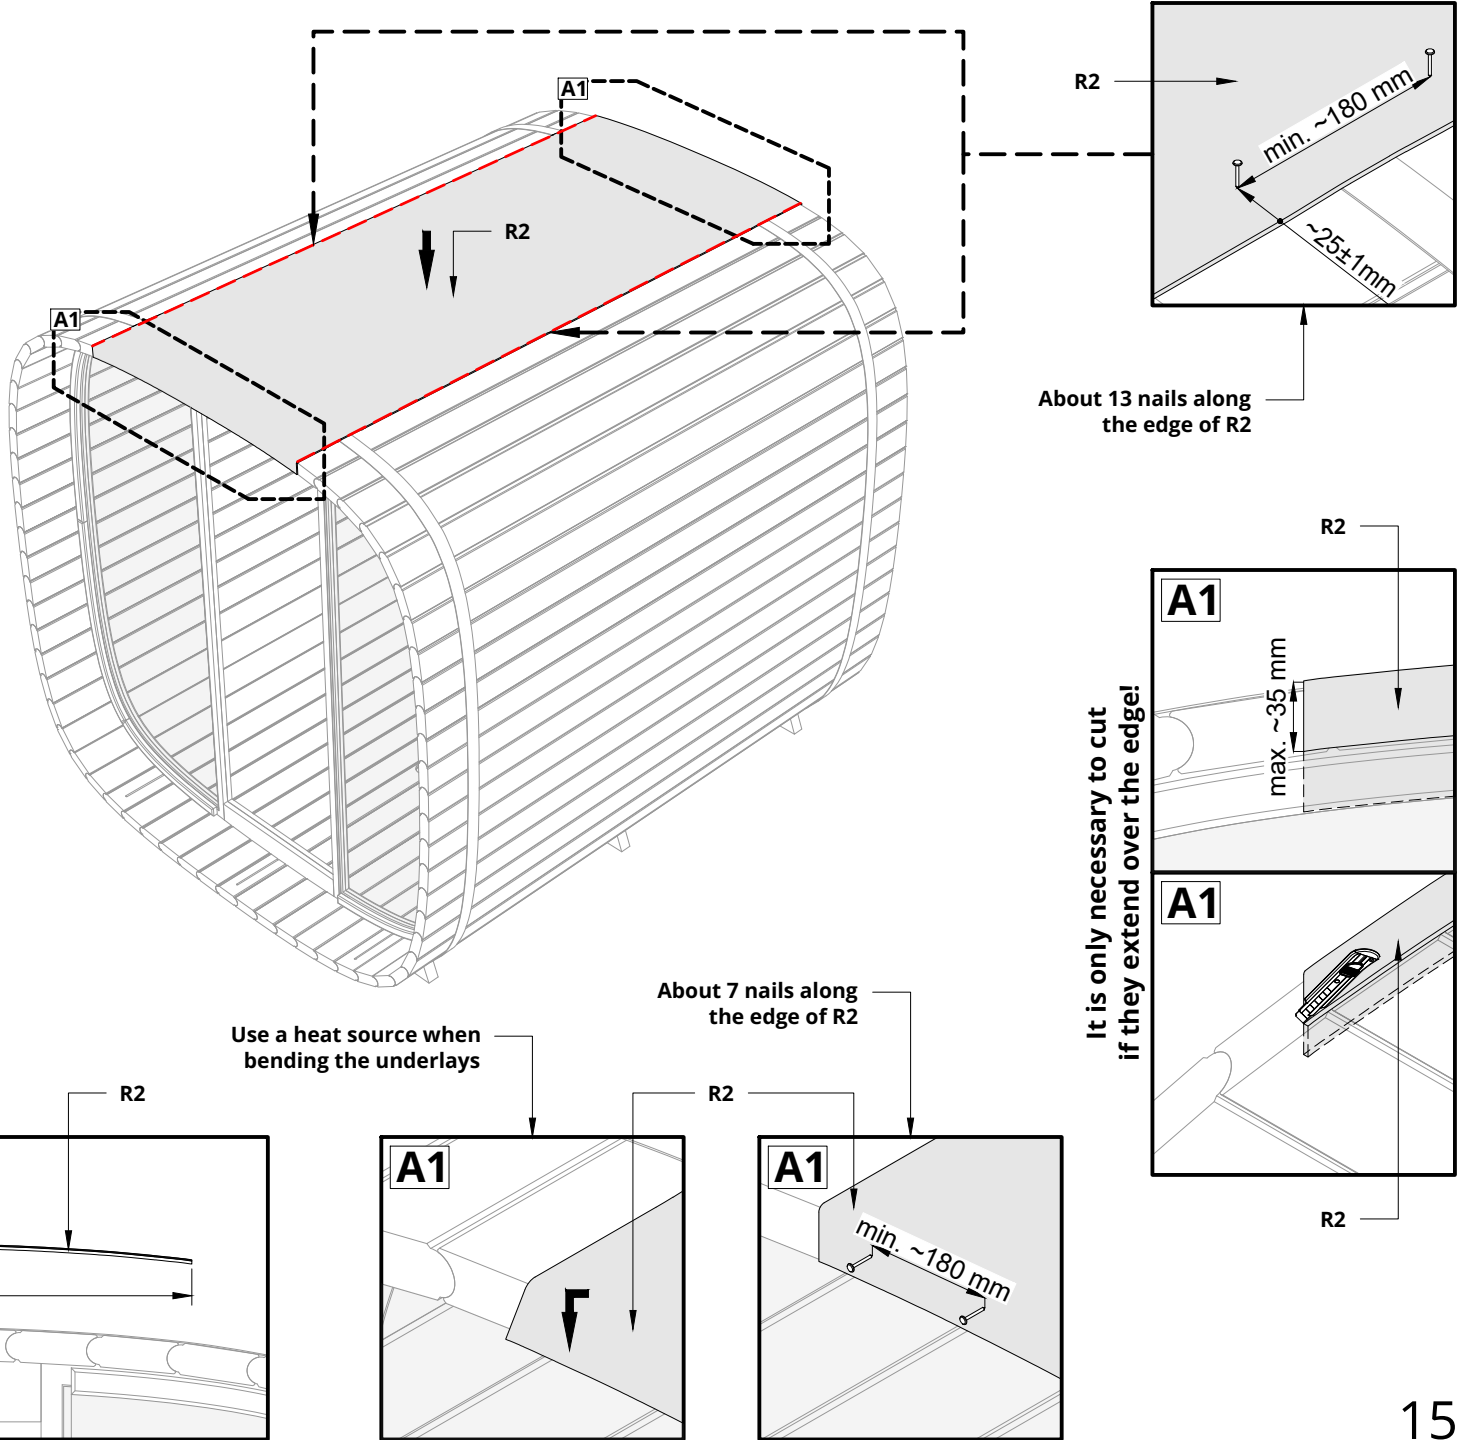 A1
R2
min. ~180 mm
R2
~25±1mm
A1
About 13 nails along
the edge of R2
R2
A1
max. ~35 mm
It is only necessary to cut
if they extend over the edge!
A1
R2
About 7 nails along
the edge of R2
Use a heat source when
bending the underlays
R2
R2
A1
A1
min. ~180 mm
15